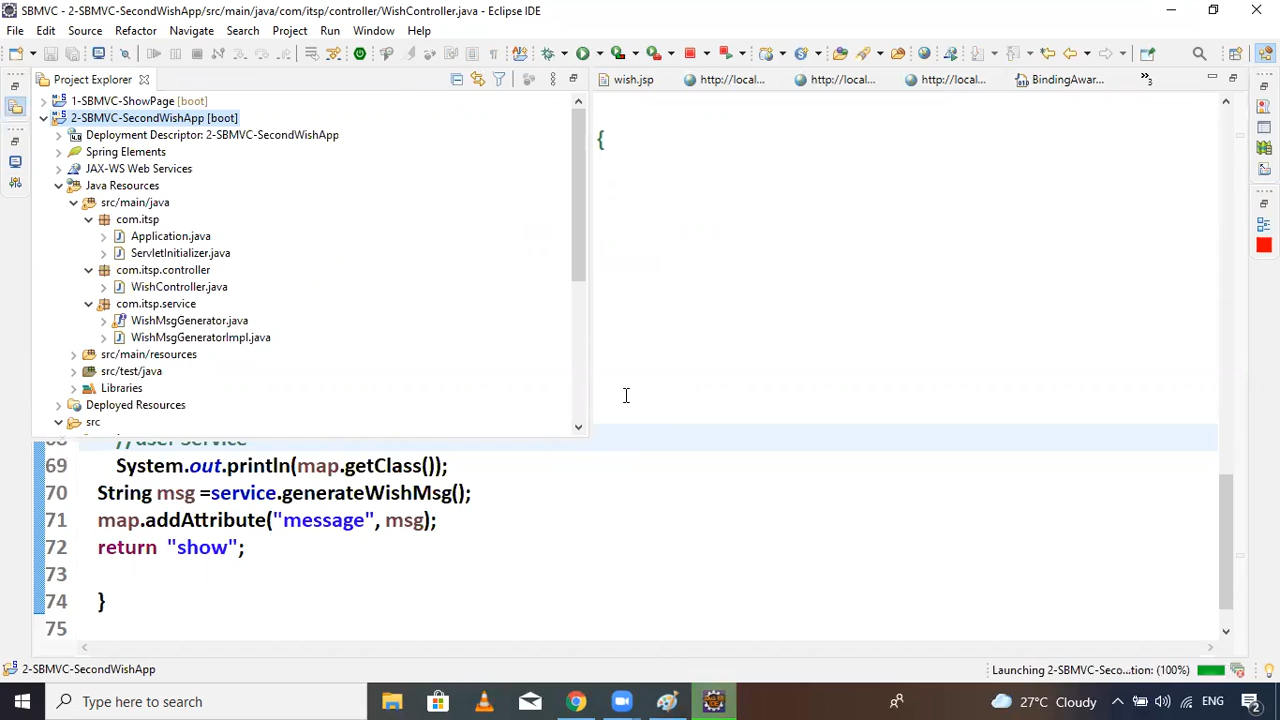 SBMVC - 2-SBMVC-SecondWishApp/src/main/java/com/itsp/controller/WishController.java - Eclipse IDE
File Edit Source Refactor Navigate Search Project Run Window Help
Project Explorer
wish.jsp http://local... http://local... http://local... BindingAwar... »3
1-SBMVC-ShowPage [boot]
2-SBMVC-SecondWishApp [boot]
Deployment Descriptor: 2-SBMVC-SecondWishApp
{
Spring Elements
JAX-WS Web Services
Java Resources
src/main/java
com.itsp
Application.java
ServletInitializer.java
com.itsp.controller
WishController.java
com.itsp.service
WishMsgGenerator.java
WishMsgGeneratorImpl.java
src/main/resources
src/test/java
Libraries
Deployed Resources
src
68 //user service
69 System.out.println(map.getClass());
70 String msg =service.generateWishMsg();
71 map.addAttribute("message", msg);
72 return "show";
73
74 }
75
2-SBMVC-SecondWishApp Launching 2-SBMVC-Seco...tion: (100%)
Type here to search 27°C Cloudy ENG 2